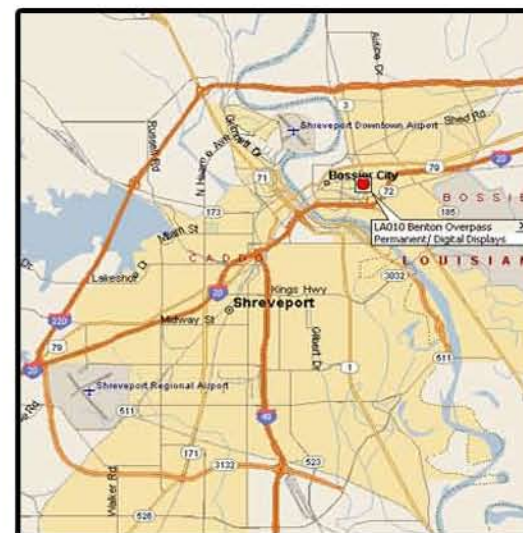 Airline Dr
3
Shed Rd
Shreveport Downtown Airport
Grimmett Dr
N Hearne Ave
Russell Rd
20
79
71
Bossier City
72
BOSSIE
185
173
LA010 Benton Overpass X
Permanent/ Digital Displays
Milam St
CADDO
LOUISIANA
3032
Lakeshore Dr
20
Kings Hwy
Shreveport
220
Midway St
Gilbert Dr
79
1
511
20
Shreveport Regional Airport
511
49
171
3132
523
Walker Rd
526